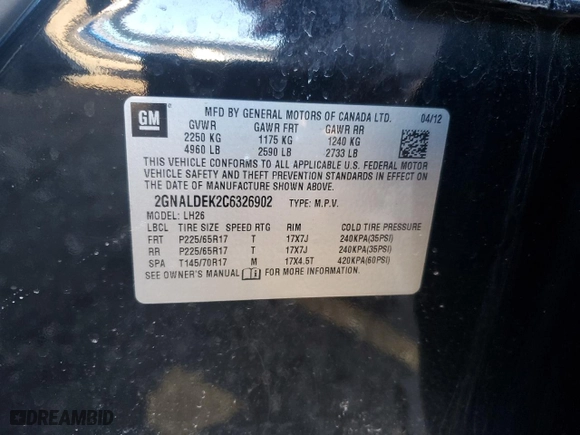 GM
MFD BY GENERAL MOTORS OF CANADA LTD. 04/12
GVWR GAWR FRT GAWR RR
2250 KG 1175 KG 1240 KG
4960 LB 2590 LB 2733 LB
THIS VEHICLE CONFORMS TO ALL APPLICABLE U.S. FEDERAL MOTOR
VEHICLE SAFETY AND THEFT PREVENTION STANDARDS IN EFFECT ON
THE DATE OF MANUFACTURE SHOWN ABOVE.
2GNALDEK2C6326902 TYPE: M.P.V.
MODEL: LH26
LBCL TIRE SIZE SPEED RTG RIM COLD TIRE PRESSURE
FRT P225/65R17 T 17X7J 240KPA(35PSI)
RR P225/65R17 T 17X7J 240KPA(35PSI)
SPA T145/70R17 M 17X4.5T 420KPA(60PSI)
SEE OWNER'S MANUAL FOR MORE INFORMATION.
DREAMBID